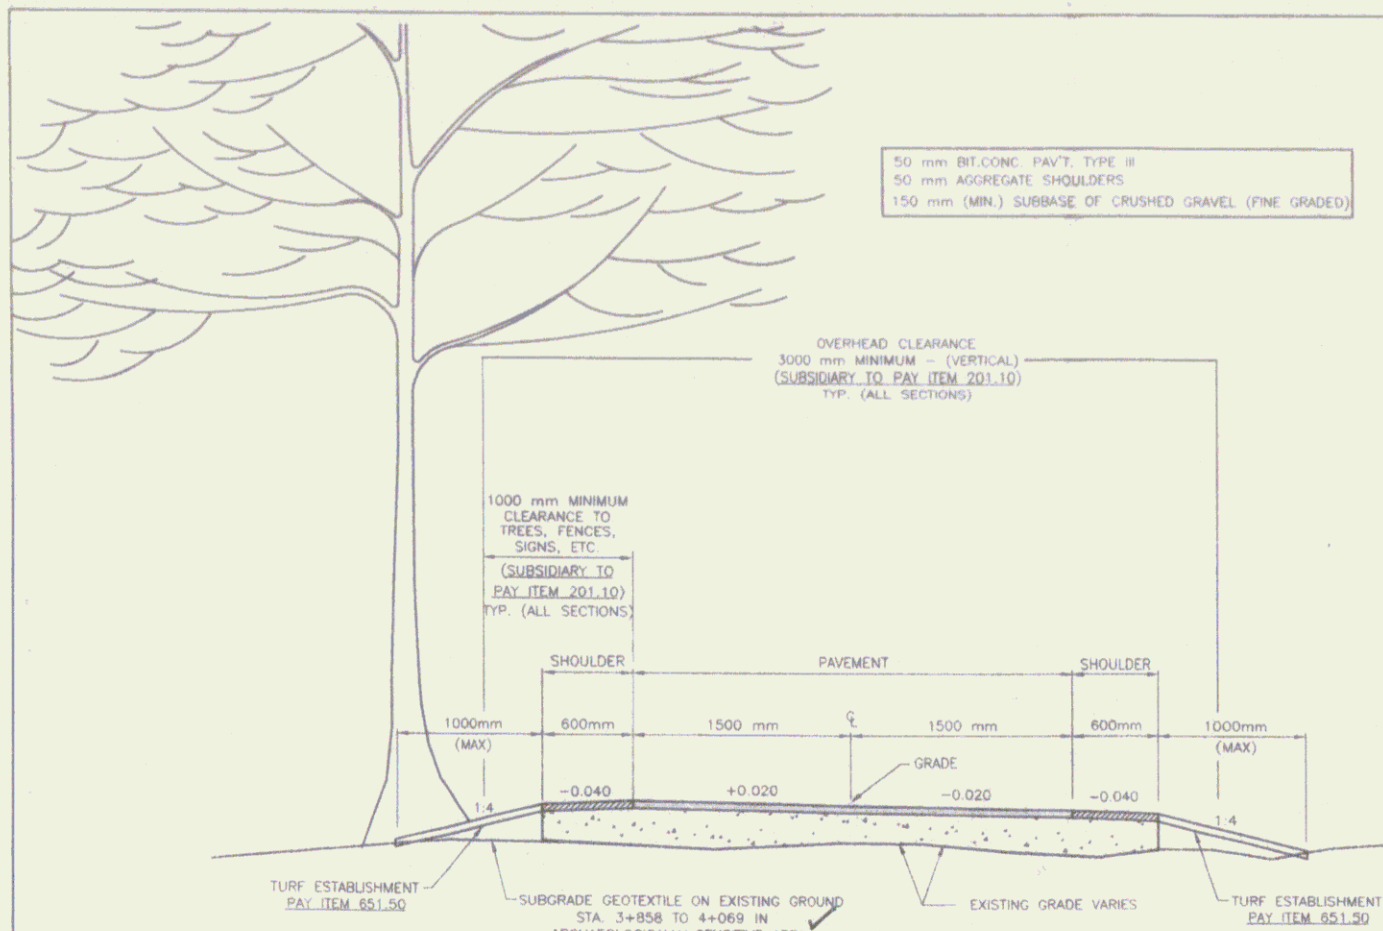 50 mm BIT.CONC. PAV'T. TYPE III
50 mm AGGREGATE SHOULDERS
150 mm (MIN.) SUBBASE OF CRUSHED GRAVEL (FINE GRADED)
OVERHEAD CLEARANCE
3000 mm MINIMUM - (VERTICAL)
(SUBSIDIARY TO PAY ITEM 201.10)
TYP. (ALL SECTIONS)
1000 mm MINIMUM
CLEARANCE TO
TREES, FENCES,
SIGNS, ETC.
(SUBSIDIARY TO
PAY ITEM 201.10)
TYP. (ALL SECTIONS)
SHOULDER PAVEMENT SHOULDER
1000mm 600mm 1500 mm ℄ 1500 mm 600mm 1000mm
(MAX) (MAX)
GRADE
-0.040 +0.020 -0.020 -0.040
1:4 1:4
TURF ESTABLISHMENT
PAY ITEM 651.50
SUBGRADE GEOTEXTILE ON EXISTING GROUND
STA. 3+858 TO 4+069 IN
EXISTING GRADE VARIES
TURF ESTABLISHMENT
PAY ITEM 651.50